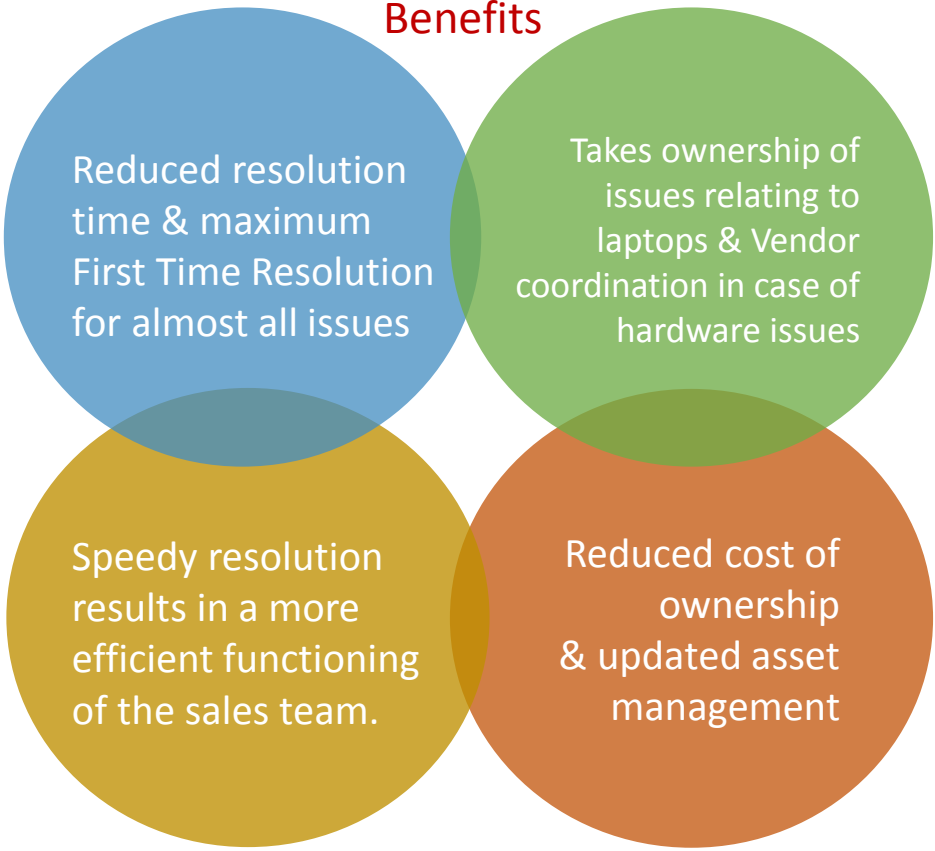 Benefits
Reduced resolution
time & maximum
First Time Resolution
for almost all issues
Takes ownership of
issues relating to
laptops & Vendor
coordination in case of
hardware issues
Speedy resolution
results in a more
efficient functioning
of the sales team.
Reduced cost of
ownership
& updated asset
management